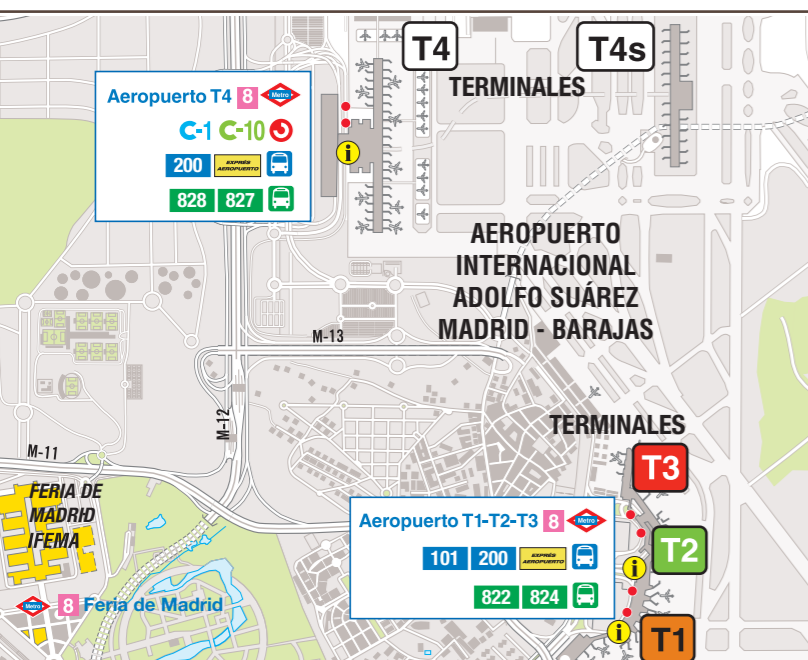 T4
T4s
TERMINALES
Aeropuerto T4 8 Metro
C-1 C-10
200 EXPRÉS AEROPUERTO
828 827
i
AEROPUERTO
INTERNACIONAL
ADOLFO SUÁREZ
MADRID - BARAJAS
M-13
M-12
M-11
TERMINALES
T3
FERIA DE
MADRID
IFEMA
Aeropuerto T1-T2-T3 8 Metro
101 200 EXPRÉS AEROPUERTO
822 824
T2
i
Metro 8 Feria de Madrid
i
T1